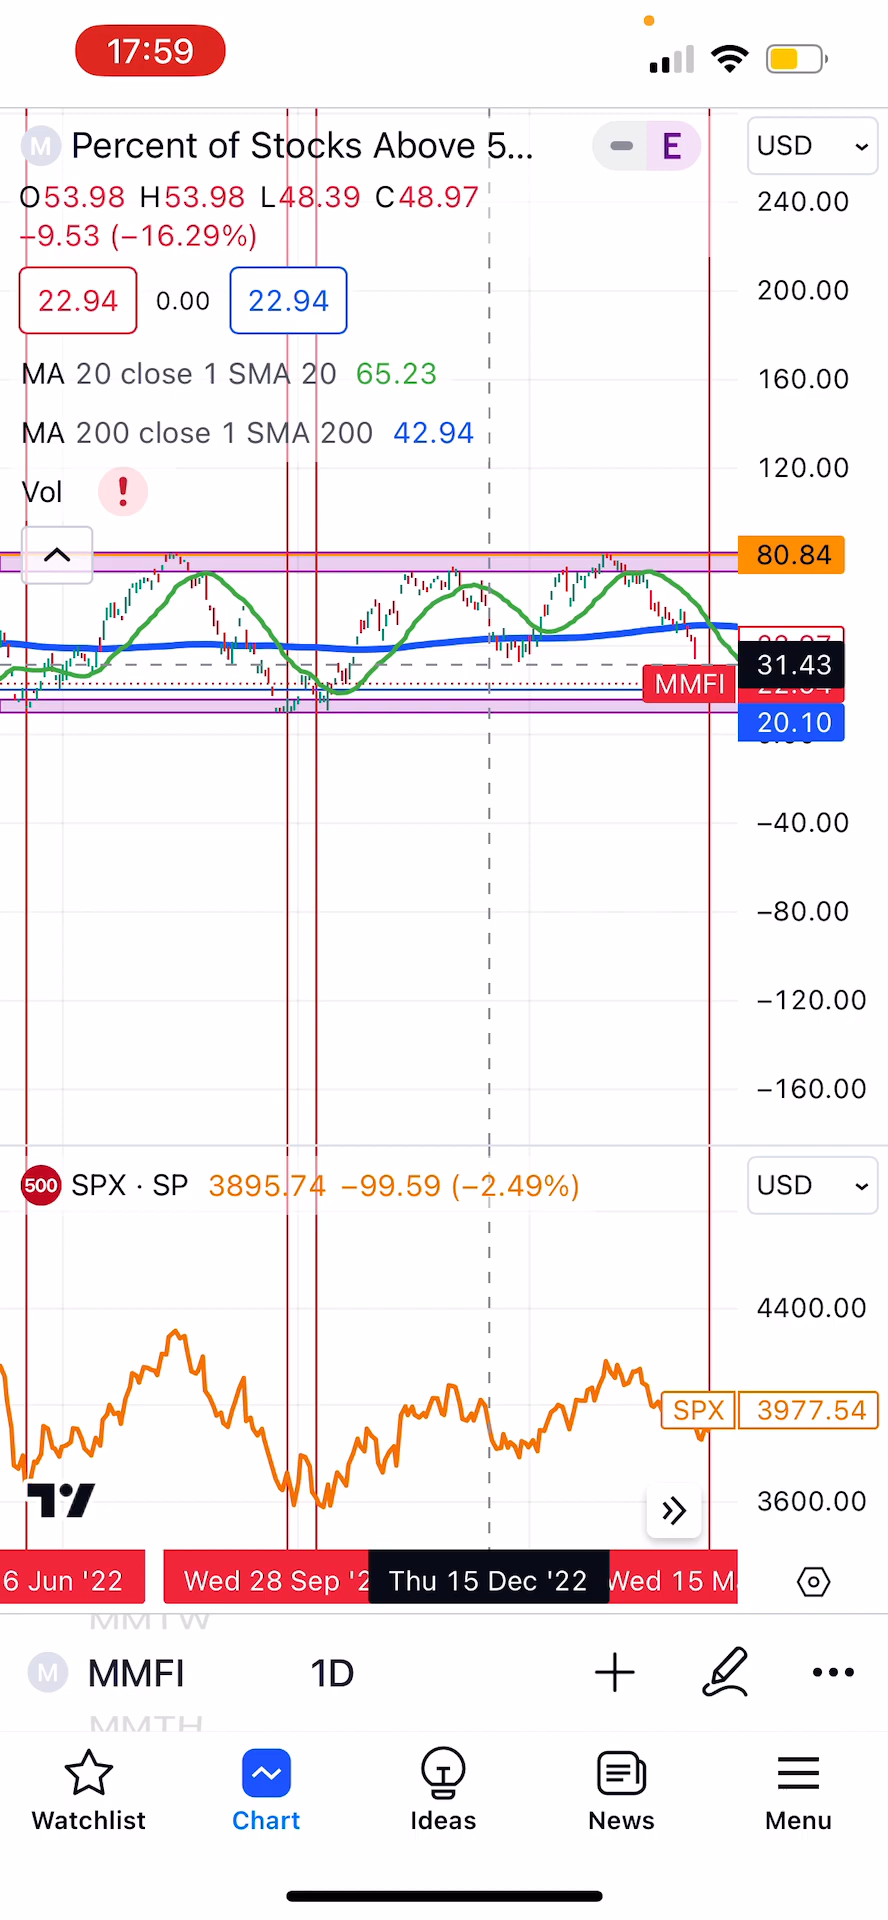 17:59
M Percent of Stocks Above 5... E USD
O53.98 H53.98 L48.39 C48.97
−9.53 (−16.29%)
240.00
22.94 0.00 22.94
200.00
MA 20 close 1 SMA 20 65.23
160.00
MA 200 close 1 SMA 200 42.94
120.00
Vol !
80.84
31.43
MMFI
20.10
−40.00
−80.00
−120.00
−160.00
500 SPX · SP 3895.74 −99.59 (−2.49%) USD
4400.00
SPX 3977.54
3600.00
6 Jun '22 Wed 28 Sep '2 Thu 15 Dec '22 Wed 15 M
MMTW
M MMFI 1D
MMTH
Watchlist Chart Ideas News Menu